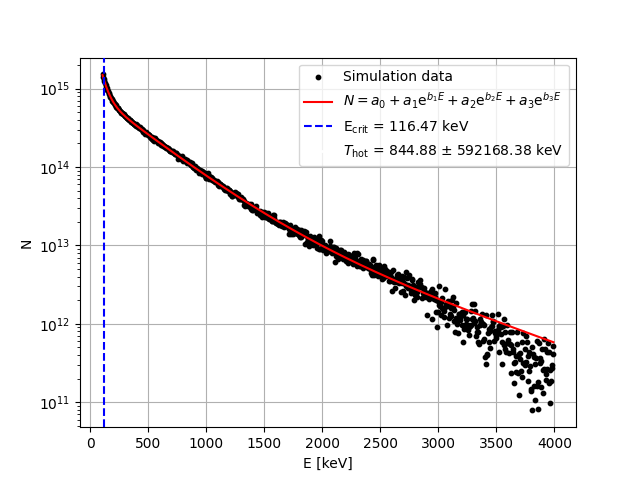 Simulation data
N = a₀ + a₁e^{b₁E} + a₂e^{b₂E} + a₃e^{b₃E}
E_crit = 116.47 keV
T_hot = 844.88 ± 592168.38 keV
10¹⁵
10¹⁴
10¹³
10¹²
10¹¹
N
0 500 1000 1500 2000 2500 3000 3500 4000
E [keV]